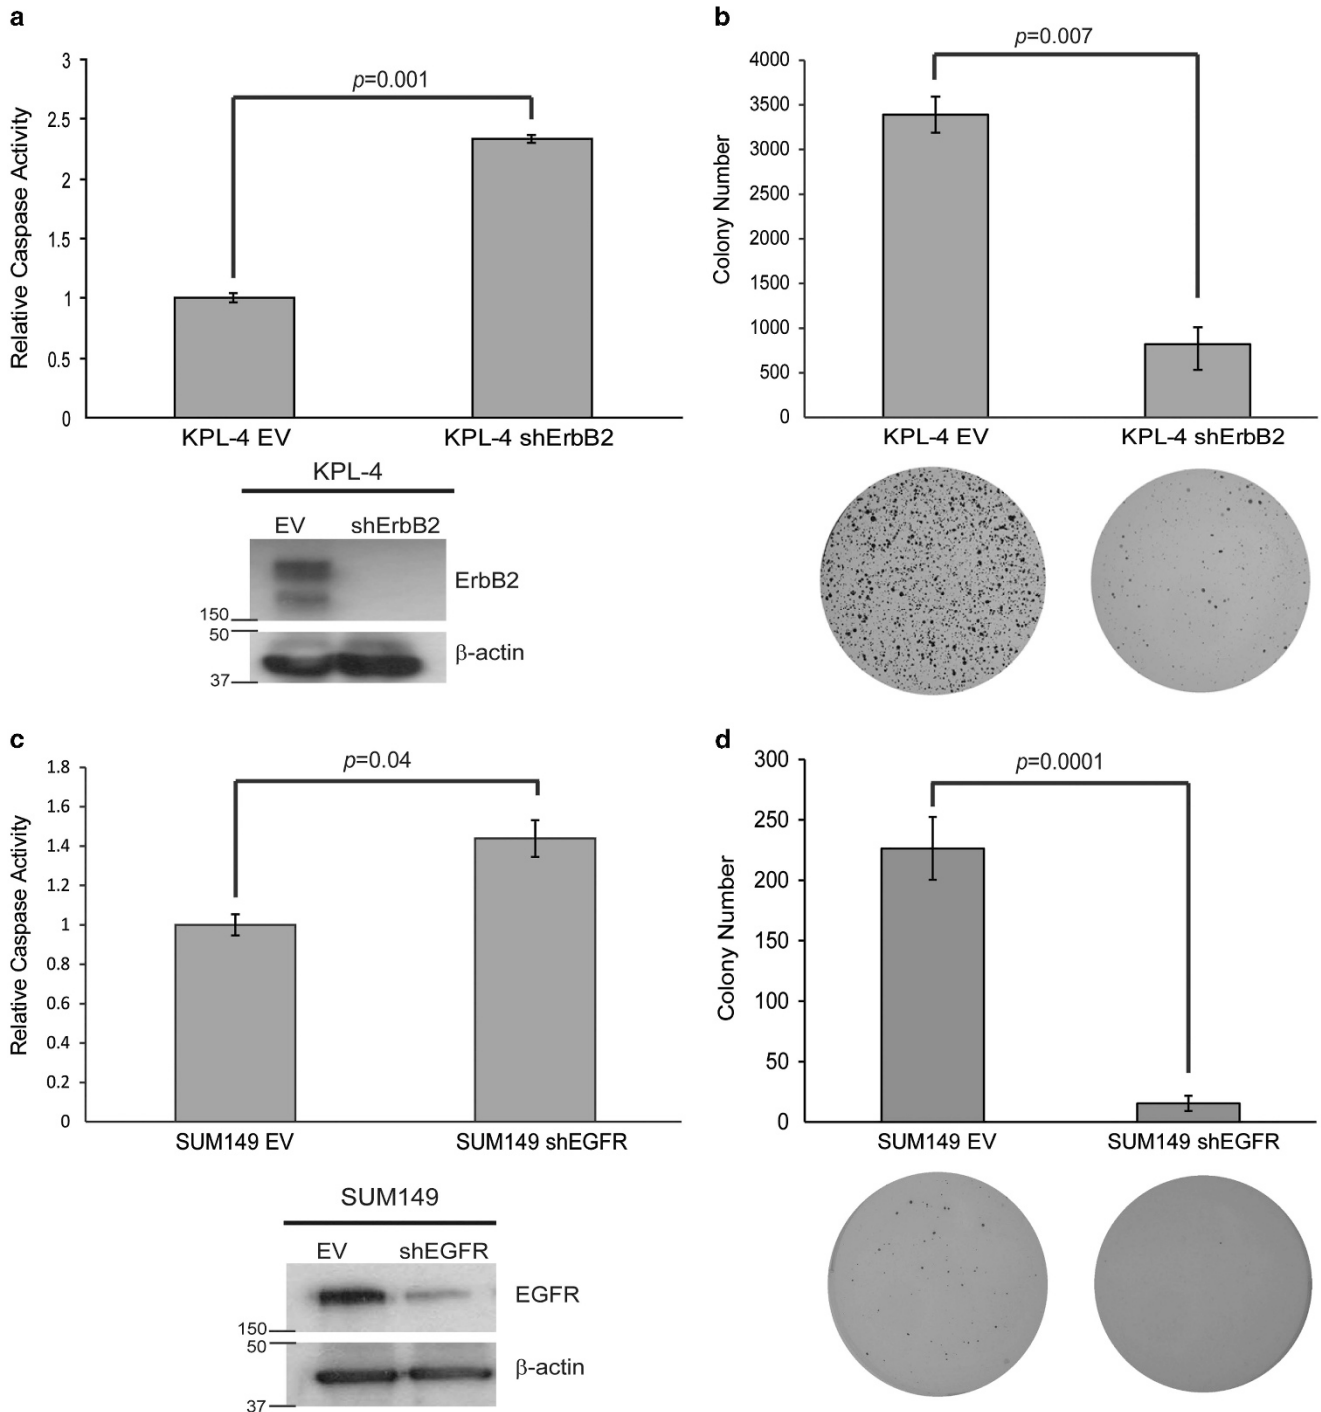 a
p=0.001
3
2.5
2
1.5
1
0.5
0
Relative Caspase Activity
KPL-4 EV
KPL-4 shErbB2
KPL-4
EV shErbB2
ErbB2
150
50
β-actin
37
b
p=0.007
4000
3500
3000
2500
2000
1500
1000
500
0
Colony Number
KPL-4 EV
KPL-4 shErbB2
c
p=0.04
1.8
1.6
1.4
1.2
1
0.8
0.6
0.4
0.2
0
Relative Caspase Activity
SUM149 EV
SUM149 shEGFR
SUM149
EV shEGFR
EGFR
150
50
β-actin
37
d
p=0.0001
300
250
200
150
100
50
0
Colony Number
SUM149 EV
SUM149 shEGFR